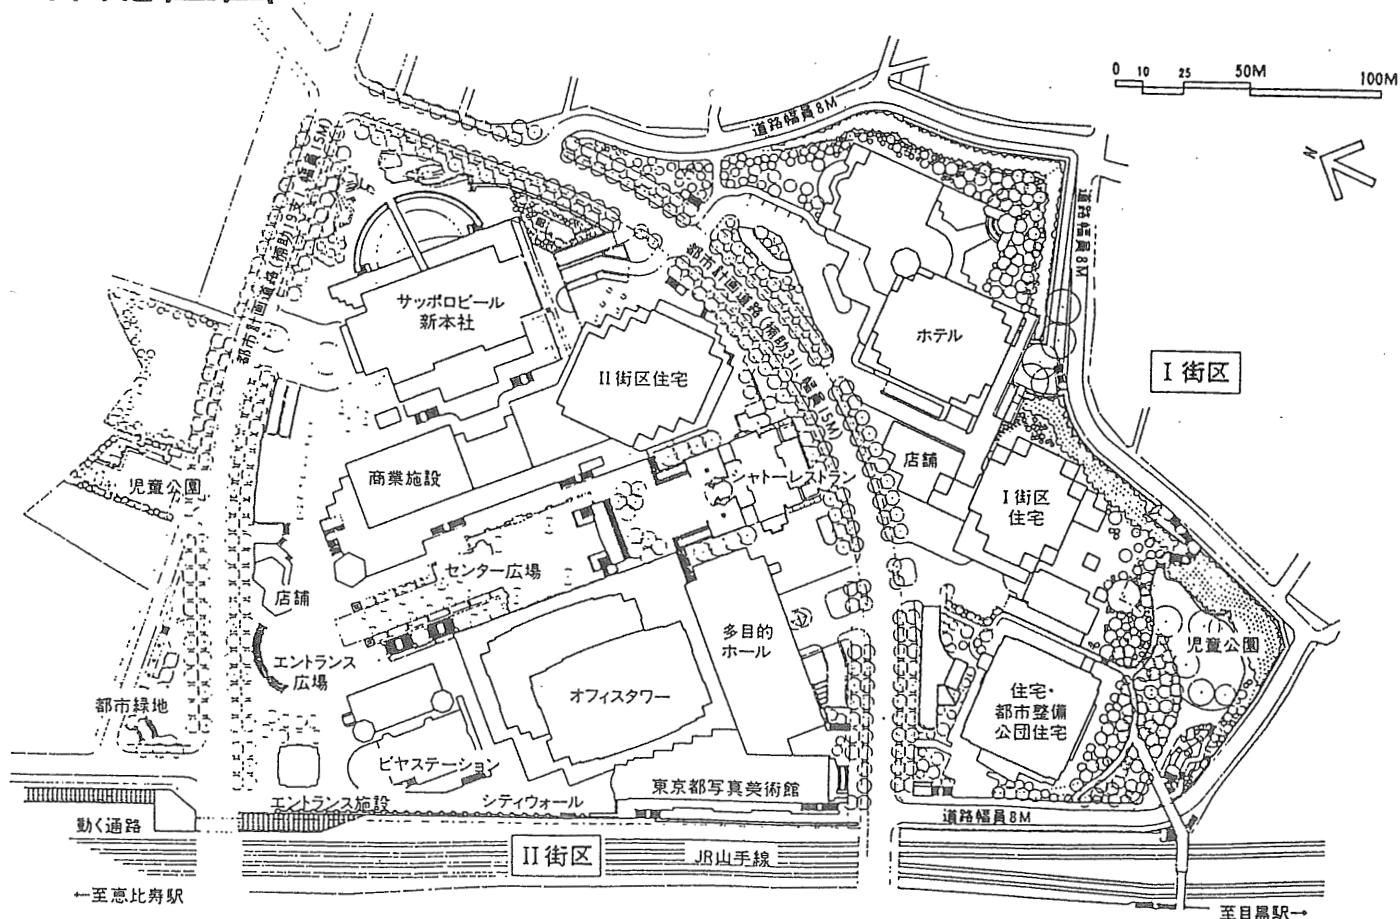 0 10 25 50M 100M
道路幅員8M
N
道路幅員8M
都市計画道路(補助19) 幅員15M
都市計画道路(補助311) 幅員15M
サッポロビール
新本社
II街区住宅
ホテル
I 街区
商業施設
シャトーレストラン
店舗
I 街区
住宅
児童公園
センター広場
店舗
多目的
ホール
エントランス
広場
オフィスタワー
児童公園
住宅・
都市整備
公団住宅
都市緑地
ビヤステーション
東京都写真美術館
エントランス施設
シティウォール
道路幅員8M
動く通路
II 街区
JR山手線
←至恵比寿駅
至目黒駅→